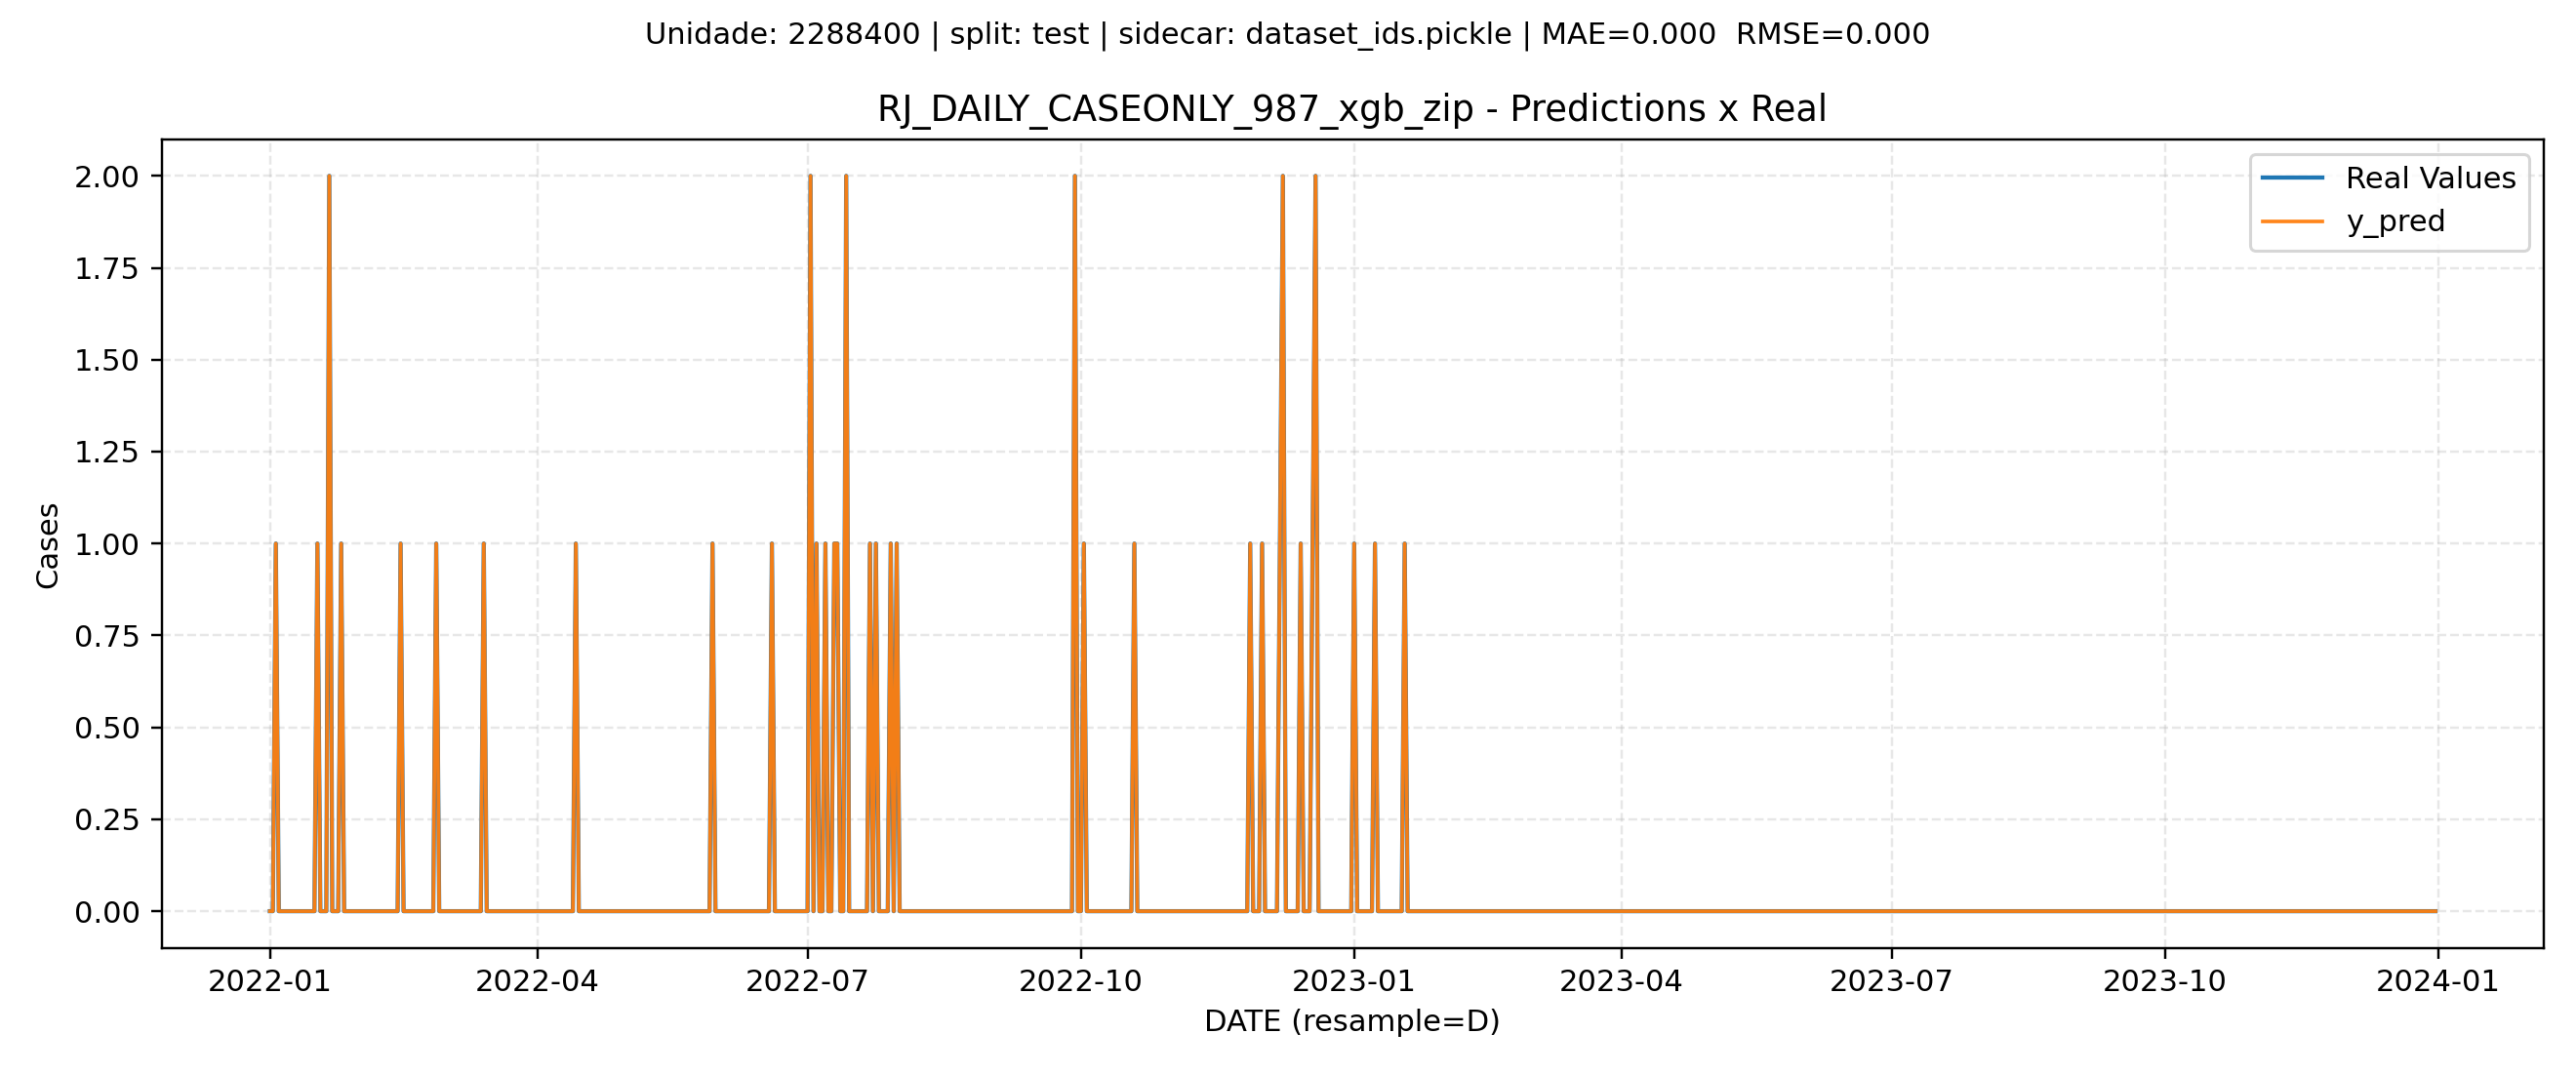 Unidade: 2288400 | split: test | sidecar: dataset_ids.pickle | MAE=0.000  RMSE=0.000
RJ_DAILY_CASEONLY_987_xgb_zip - Predictions x Real
Real Values
y_pred
2.00
1.75
1.50
1.25
1.00
0.75
0.50
0.25
0.00
Cases
2022-01 2022-04 2022-07 2022-10 2023-01 2023-04 2023-07 2023-10 2024-01
DATE (resample=D)